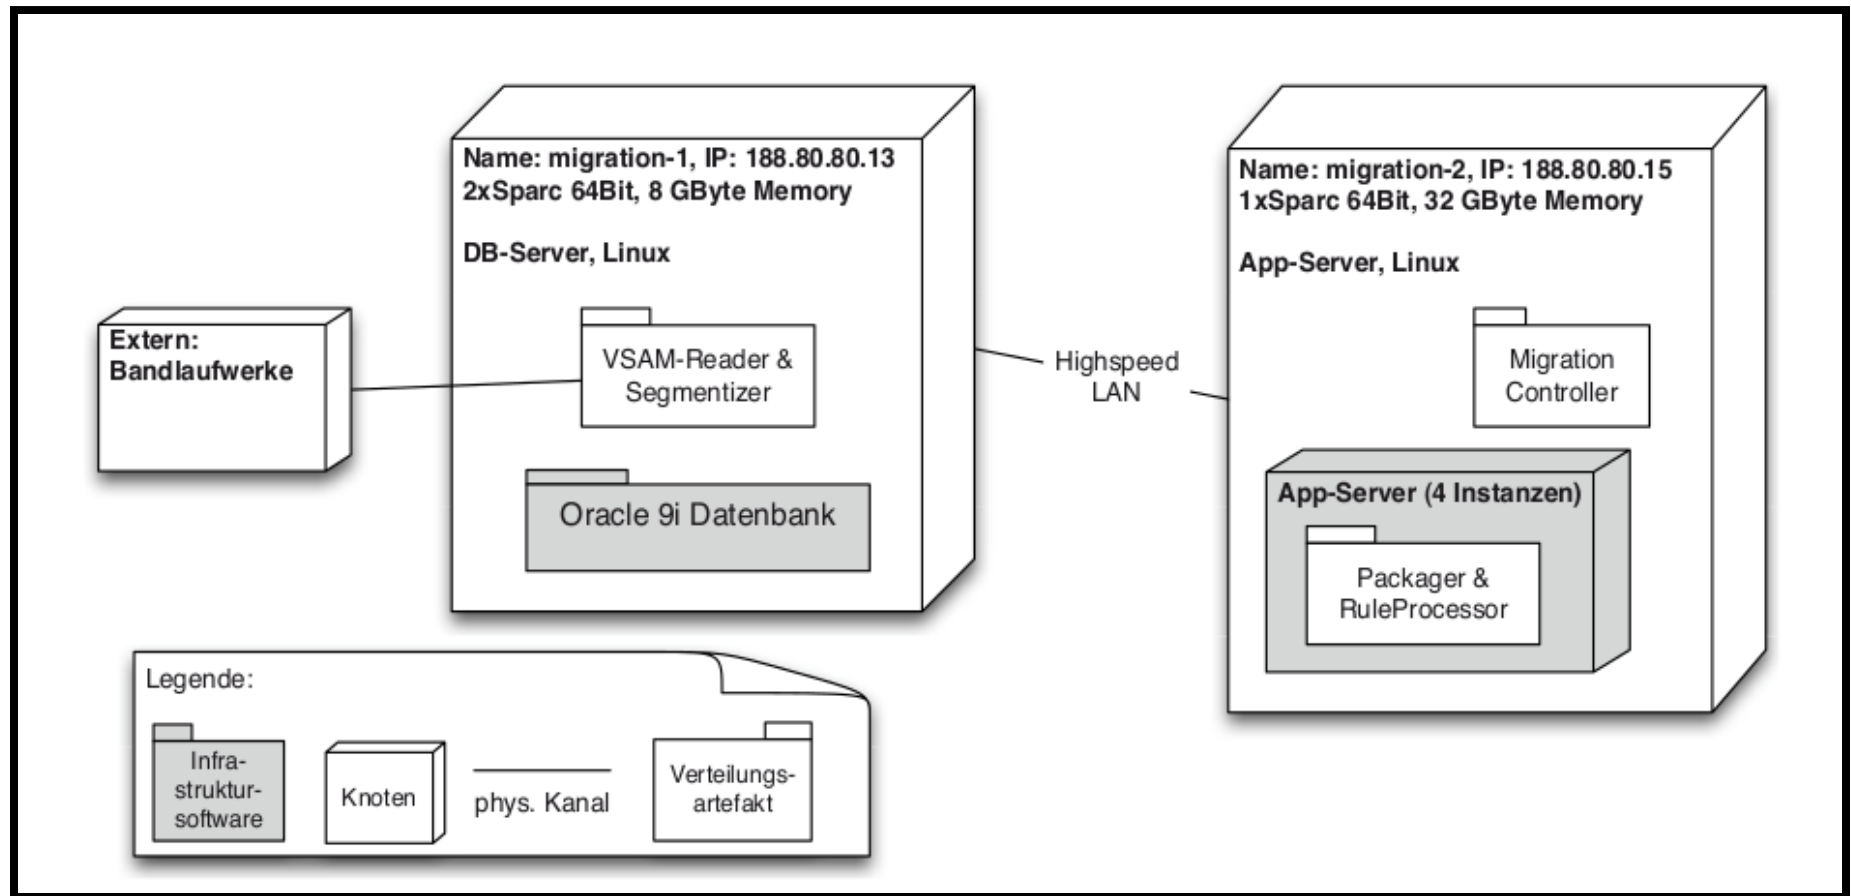 Name: migration-1, IP: 188.80.80.13
2xSparc 64Bit, 8 GByte Memory
DB-Server, Linux
Extern:
Bandlaufwerke
VSAM-Reader &
Segmentizer
Oracle 9i Datenbank
Highspeed
LAN
Name: migration-2, IP: 188.80.80.15
1xSparc 64Bit, 32 GByte Memory
App-Server, Linux
Migration
Controller
App-Server (4 Instanzen)
Packager &
RuleProcessor
Legende:
Infra-
struktur-
software
Knoten
phys. Kanal
Verteilungs-
artefakt